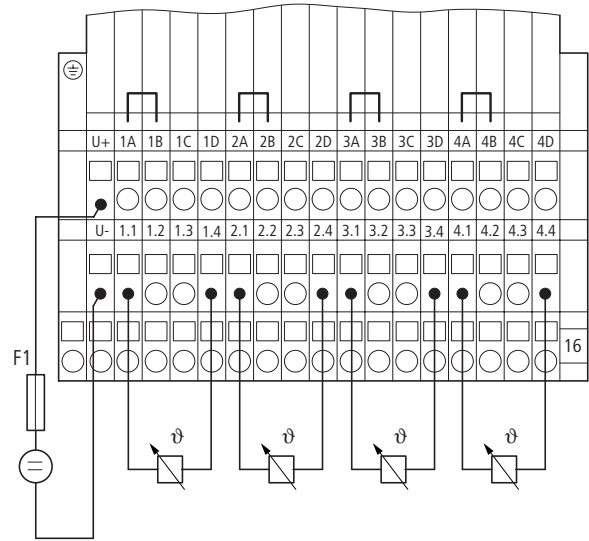 U+ 1A 1B 1C 1D 2A 2B 2C 2D 3A 3B 3C 3D 4A 4B 4C 4D
U- 1.1 1.2 1.3 1.4 2.1 2.2 2.3 2.4 3.1 3.2 3.3 3.4 4.1 4.2 4.3 4.4
16
F1
ϑ ϑ ϑ ϑ